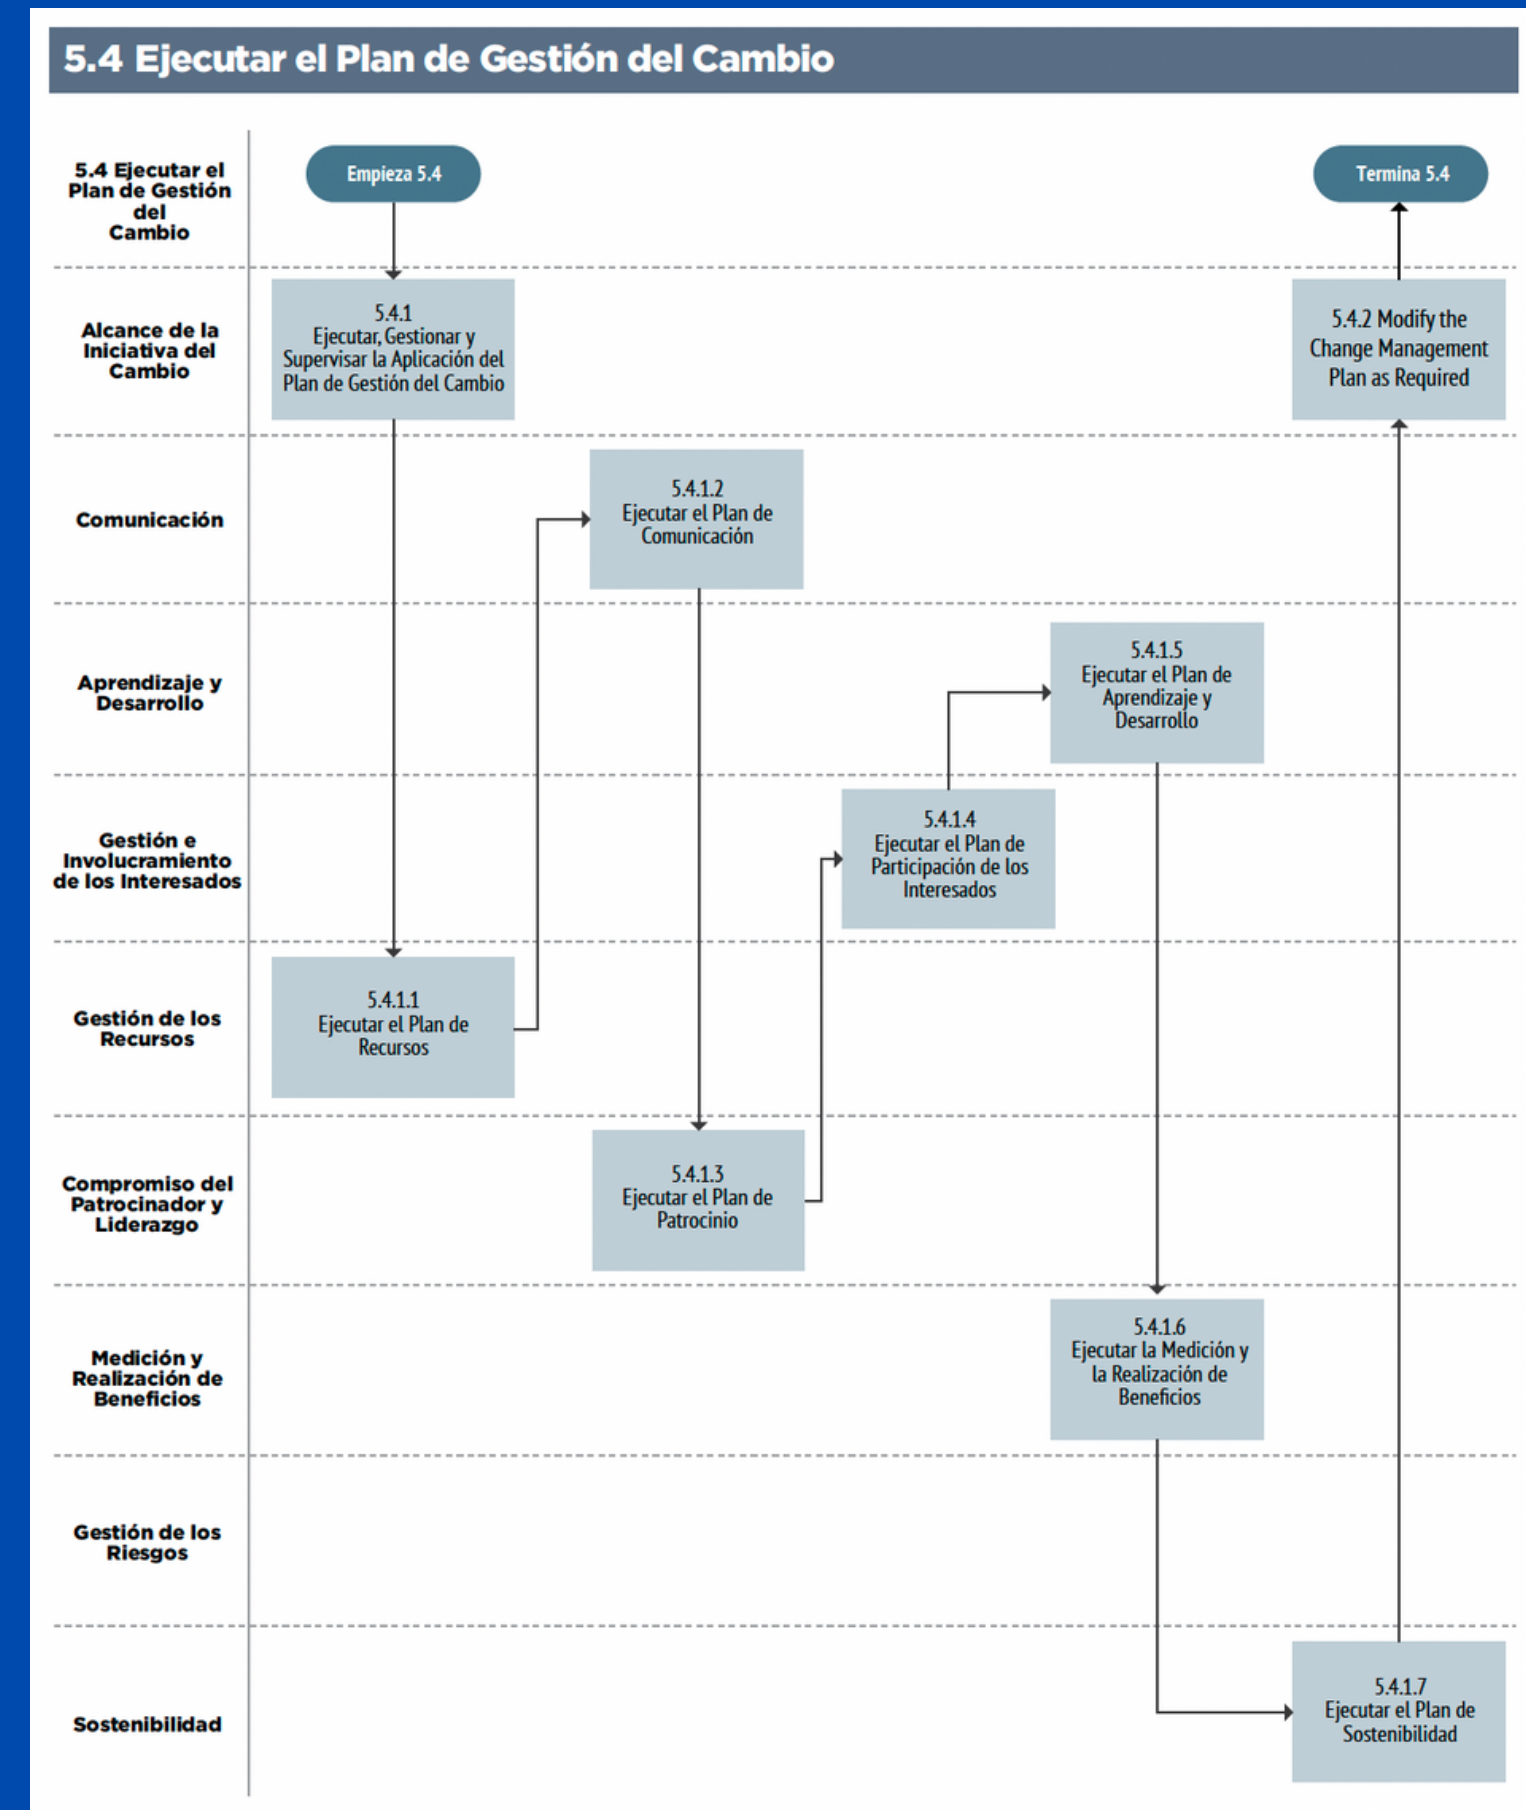 5.4 Ejecutar el Plan de Gestión del Cambio
5.4 Ejecutar el
Plan de Gestión
del
Cambio
Empieza 5.4
Termina 5.4
Alcance de la
Iniciativa del
Cambio
5.4.1
Ejecutar, Gestionar y
Supervisar la Aplicación del
Plan de Gestión del Cambio
5.4.2 Modify the
Change Management
Plan as Required
Comunicación
5.4.1.2
Ejecutar el Plan de
Comunicación
Aprendizaje y
Desarrollo
5.4.1.5
Ejecutar el Plan de
Aprendizaje y
Desarrollo
Gestión e
Involucramiento
de los Interesados
5.4.1.4
Ejecutar el Plan de
Participación de los
Interesados
Gestión de los
Recursos
5.4.1.1
Ejecutar el Plan de
Recursos
Compromiso del
Patrocinador y
Liderazgo
5.4.1.3
Ejecutar el Plan de
Patrocinio
Medición y
Realización de
Beneficios
5.4.1.6
Ejecutar la Medición y
la Realización de
Beneficios
Gestión de los
Riesgos
Sostenibilidad
5.4.1.7
Ejecutar el Plan de
Sostenibilidad